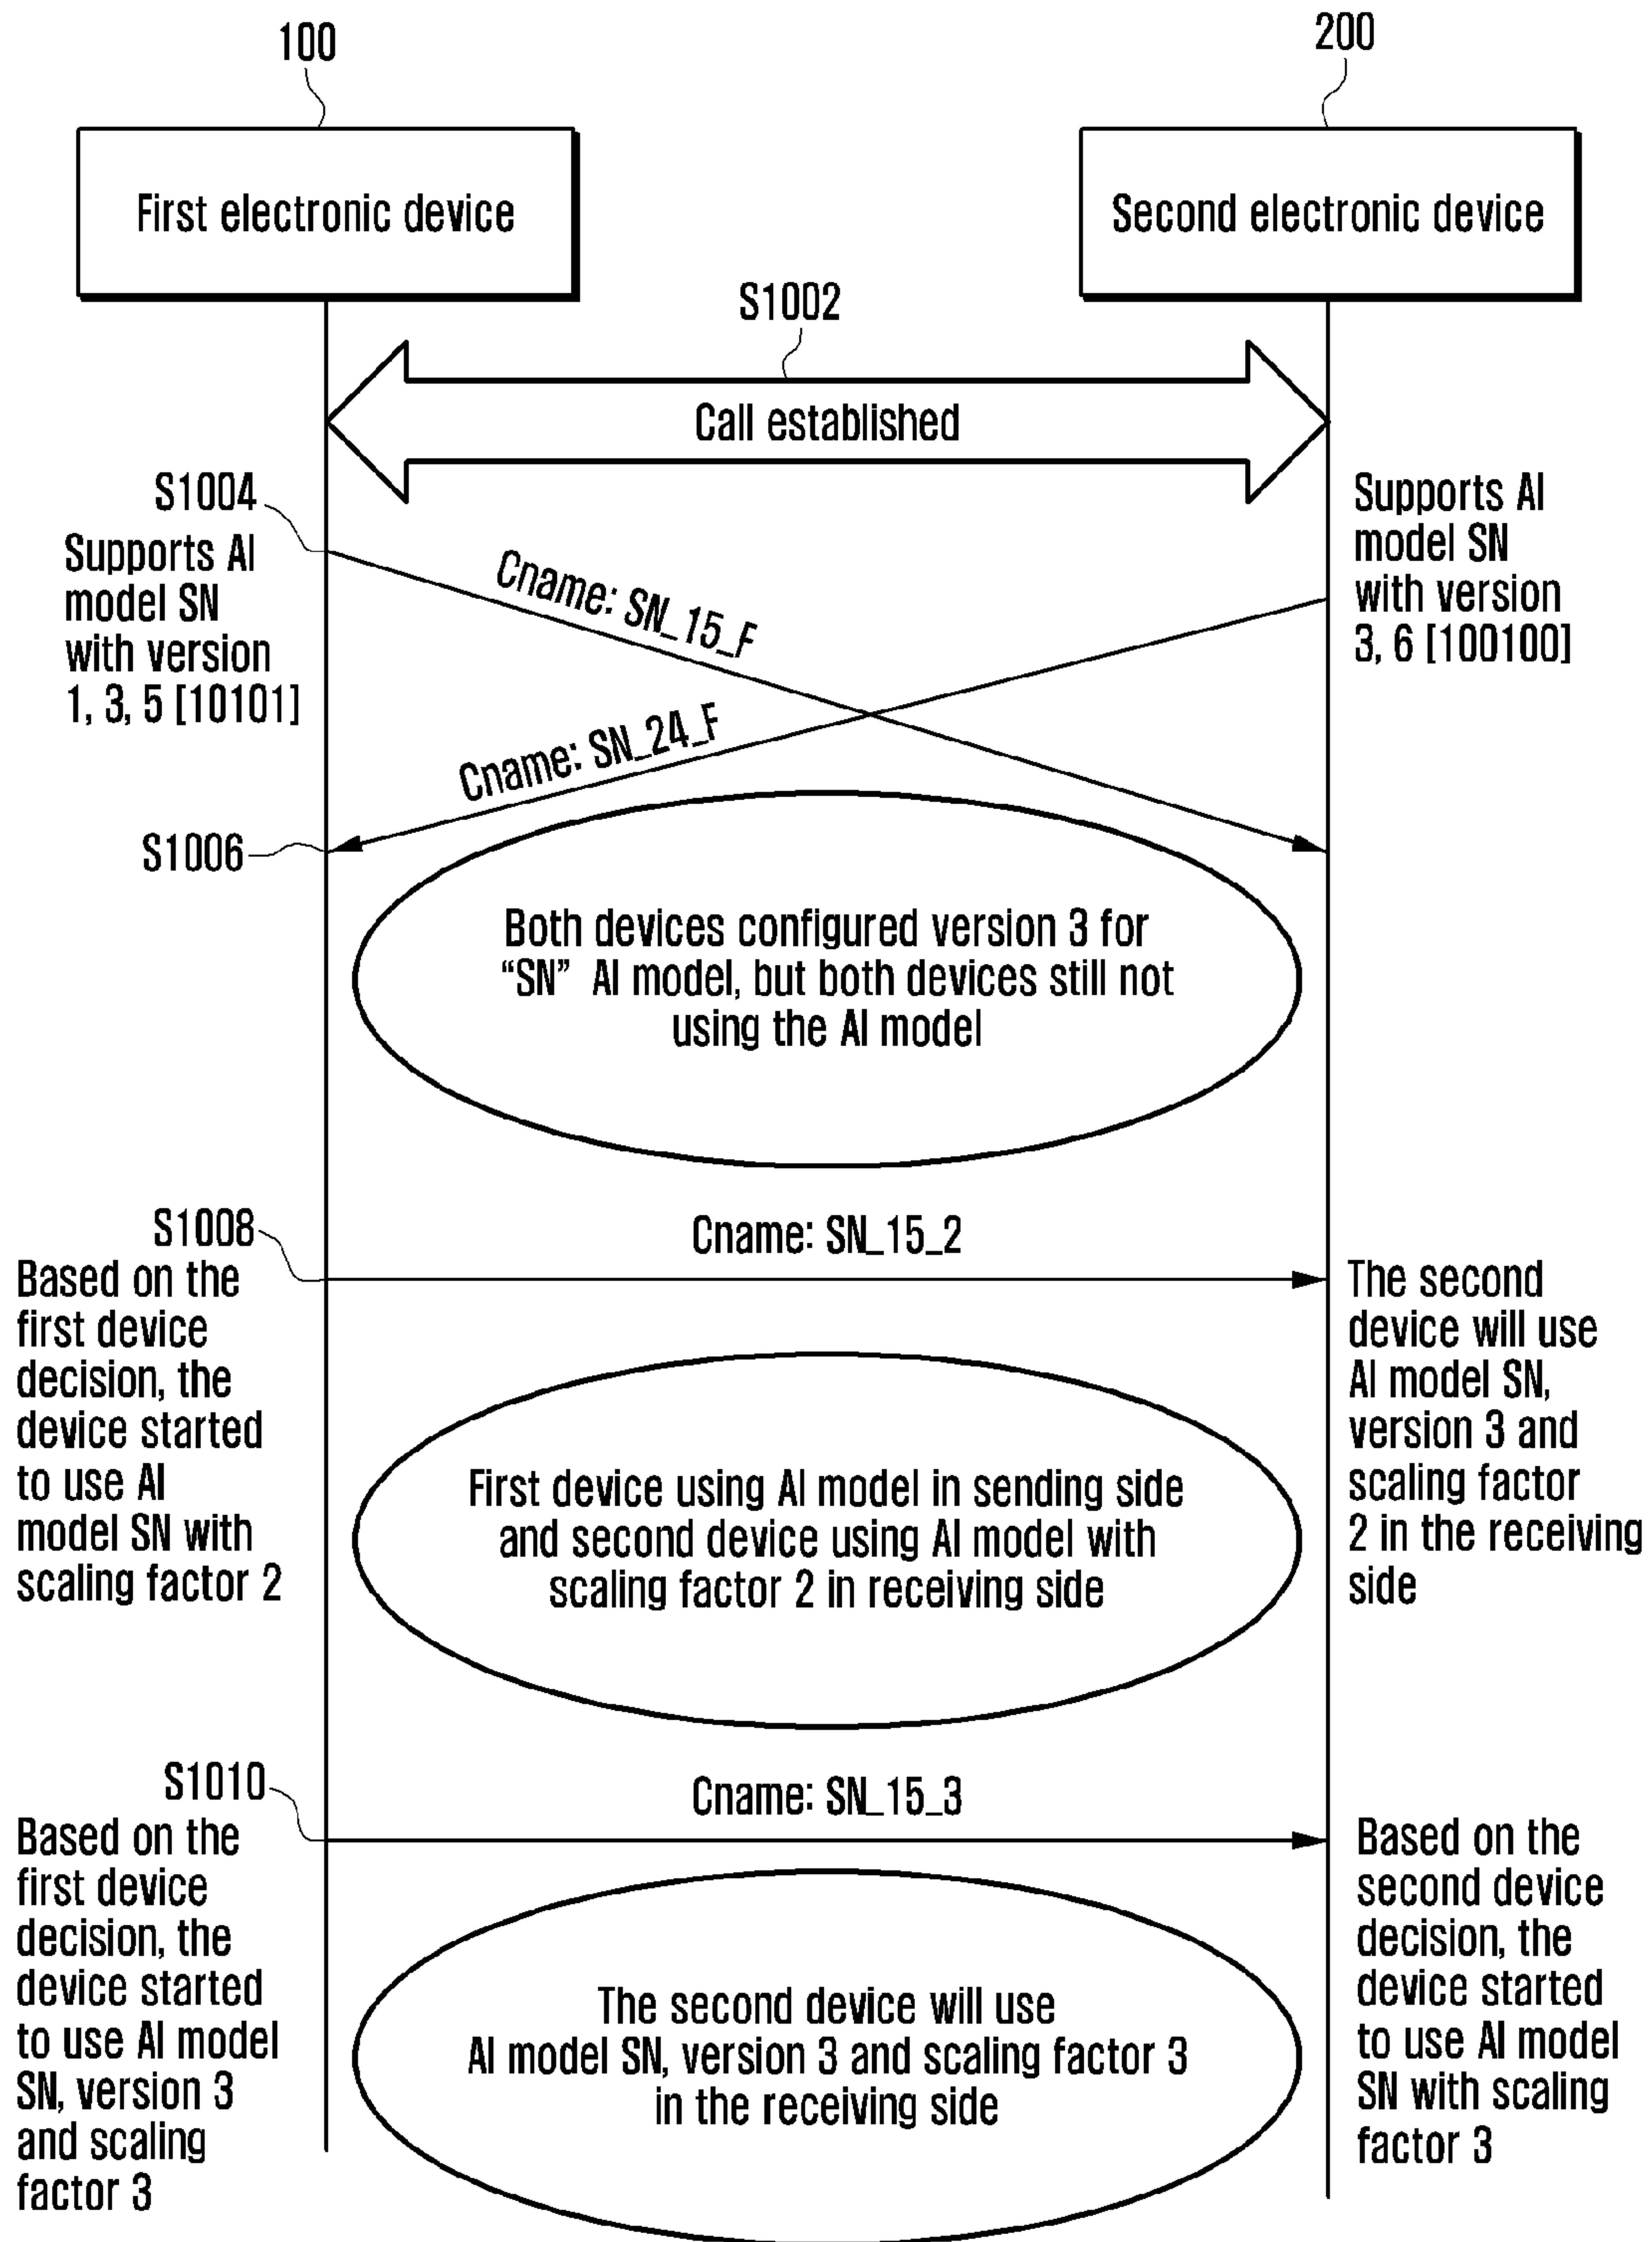 100
200
First electronic device
Second electronic device
S1002
Call established
S1004
Supports AI
model SN
with version
1, 3, 5 [10101]
Supports AI
model SN
with version
3, 6 [100100]
Cname: SN_15_F
Cname: SN_24_F
S1006
Both devices configured version 3 for
“SN” AI model, but both devices still not
using the AI model
S1008
Cname: SN_15_2
Based on the
first device
decision, the
device started
to use AI
model SN with
scaling factor 2
First device using AI model in sending side
and second device using AI model with
scaling factor 2 in receiving side
The second
device will use
AI model SN,
version 3 and
scaling factor
2 in the receiving
side
S1010
Cname: SN_15_3
Based on the
first device
decision, the
device started
to use AI model
SN, version 3
and scaling
factor 3
The second device will use
AI model SN, version 3 and scaling factor 3
in the receiving side
Based on the
second device
decision, the
device started
to use AI model
SN with scaling
factor 3